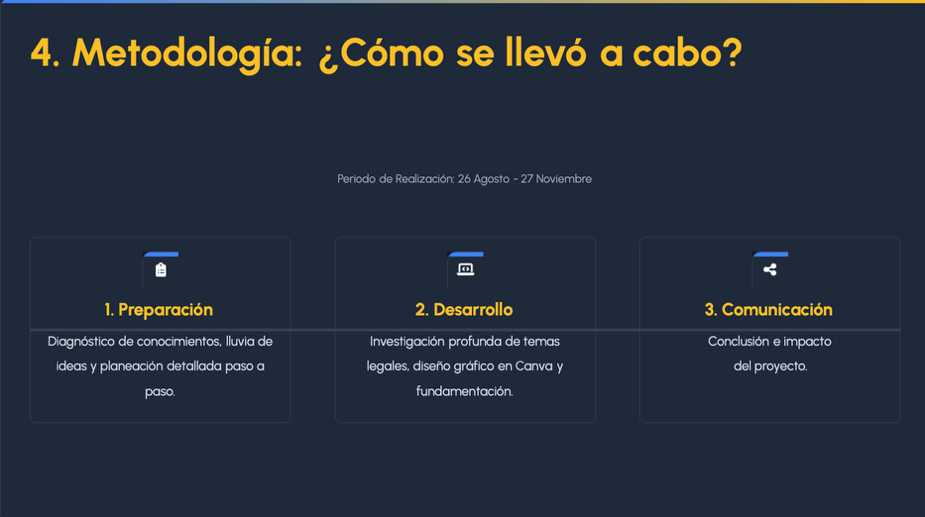 4. Metodología: ¿Cómo se llevó a cabo?
Periodo de Realización: 26 Agosto - 27 Noviembre
1. Preparación
Diagnóstico de conocimientos, lluvia de
ideas y planeación detallada paso a
paso.
2. Desarrollo
Investigación profunda de temas
legales, diseño gráfico en Canva y
fundamentación.
3. Comunicación
Conclusión e impacto
del proyecto.